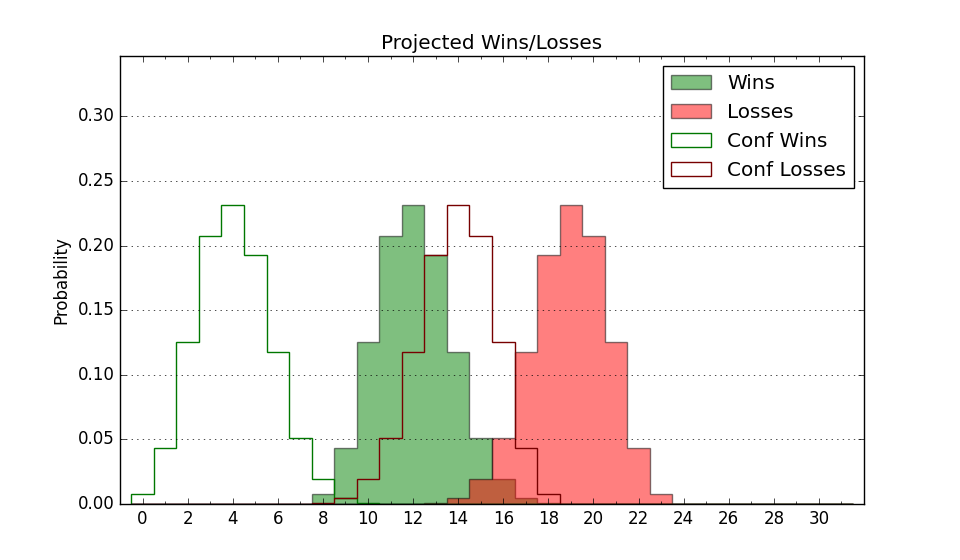 Projected Wins/Losses
Wins
Losses
Conf Wins
Conf Losses
Probability
0.30
0.25
0.20
0.15
0.10
0.05
0.00
0 2 4 6 8 10 12 14 16 18 20 22 24 26 28 30